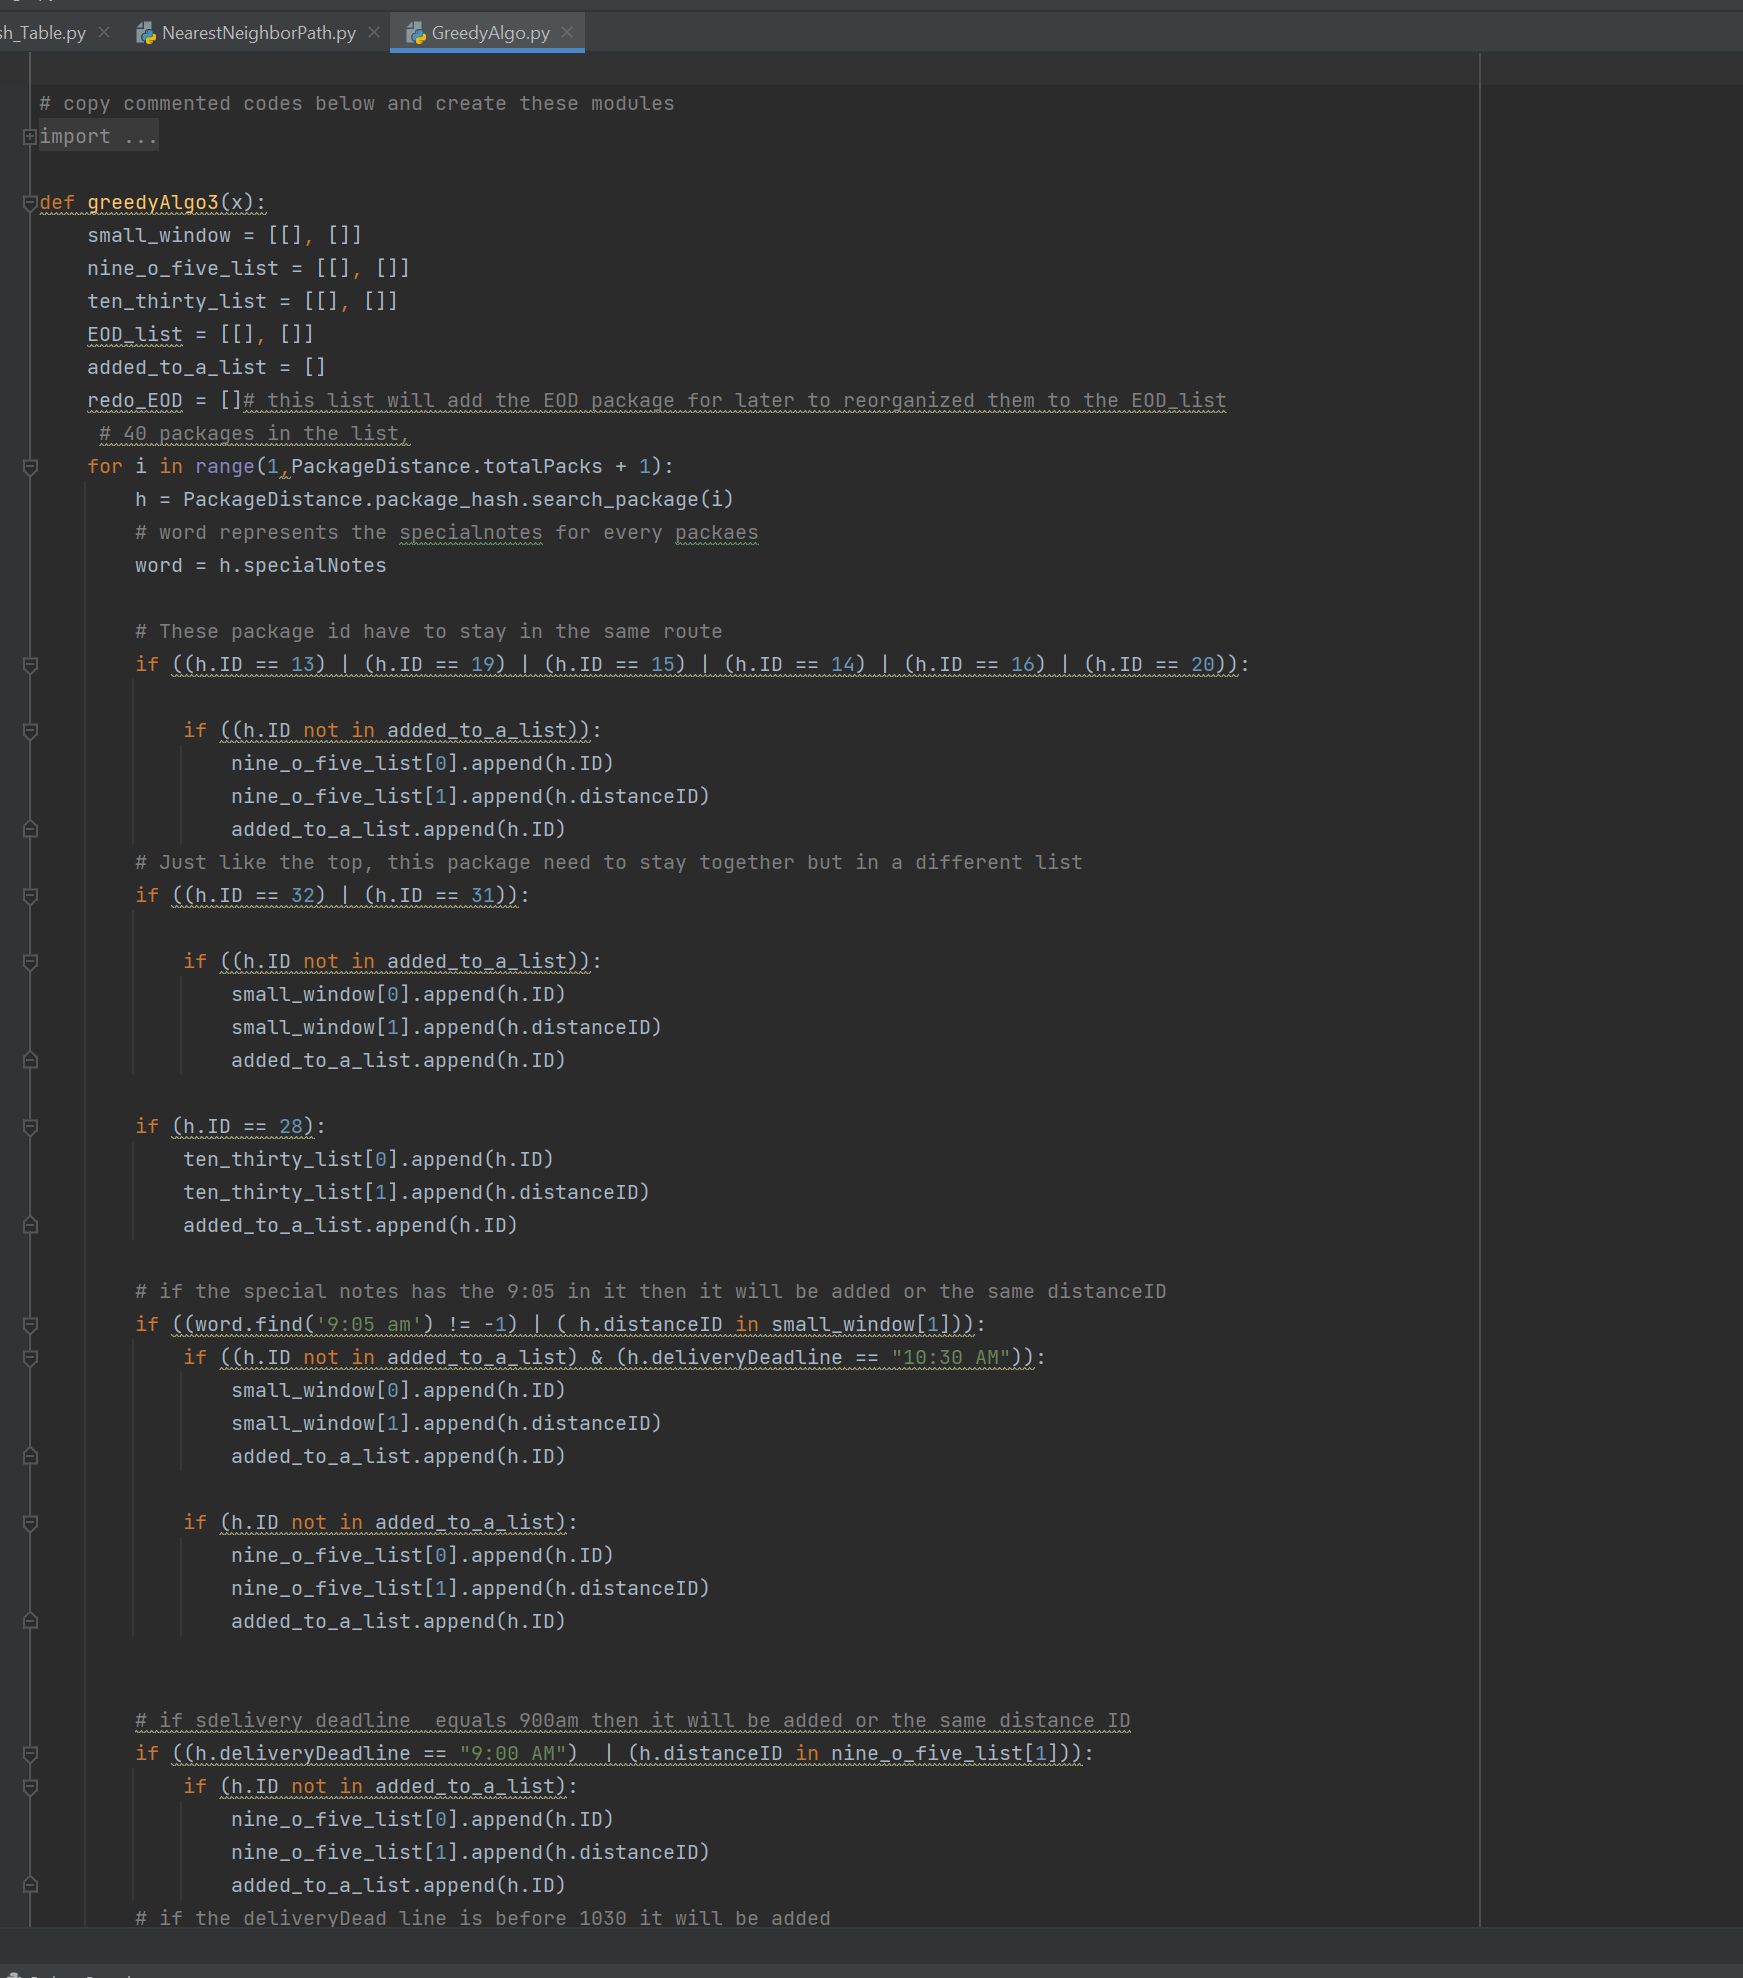 sh_Table.py NearestNeighborPath.py GreedyAlgo.py
# copy commented codes below and create these modules
import ...
def greedyAlgo3(x):
small_window = [[], []]
nine_o_five_list = [[], []]
ten_thirty_list = [[], []]
EOD_list = [[], []]
added_to_a_list = []
redo_EOD = []# this list will add the EOD package for later to reorganized them to the EOD_list
# 40 packages in the list,
for i in range(1,PackageDistance.totalPacks + 1):
h = PackageDistance.package_hash.search_package(i)
# word represents the specialnotes for every packaes
word = h.specialNotes
# These package id have to stay in the same route
if ((h.ID == 13) | (h.ID == 19) | (h.ID == 15) | (h.ID == 14) | (h.ID == 16) | (h.ID == 20)):
if ((h.ID not in added_to_a_list)):
nine_o_five_list[0].append(h.ID)
nine_o_five_list[1].append(h.distanceID)
added_to_a_list.append(h.ID)
# Just like the top, this package need to stay together but in a different list
if ((h.ID == 32) | (h.ID == 31)):
if ((h.ID not in added_to_a_list)):
small_window[0].append(h.ID)
small_window[1].append(h.distanceID)
added_to_a_list.append(h.ID)
if (h.ID == 28):
ten_thirty_list[0].append(h.ID)
ten_thirty_list[1].append(h.distanceID)
added_to_a_list.append(h.ID)
# if the special notes has the 9:05 in it then it will be added or the same distanceID
if ((word.find('9:05 am') != -1) | ( h.distanceID in small_window[1])):
if ((h.ID not in added_to_a_list) & (h.deliveryDeadline == "10:30 AM")):
small_window[0].append(h.ID)
small_window[1].append(h.distanceID)
added_to_a_list.append(h.ID)
if (h.ID not in added_to_a_list):
nine_o_five_list[0].append(h.ID)
nine_o_five_list[1].append(h.distanceID)
added_to_a_list.append(h.ID)
# if sdelivery deadline  equals 900am then it will be added or the same distance ID
if ((h.deliveryDeadline == "9:00 AM")  | (h.distanceID in nine_o_five_list[1])):
if (h.ID not in added_to_a_list):
nine_o_five_list[0].append(h.ID)
nine_o_five_list[1].append(h.distanceID)
added_to_a_list.append(h.ID)
# if the deliveryDead line is before 1030 it will be added